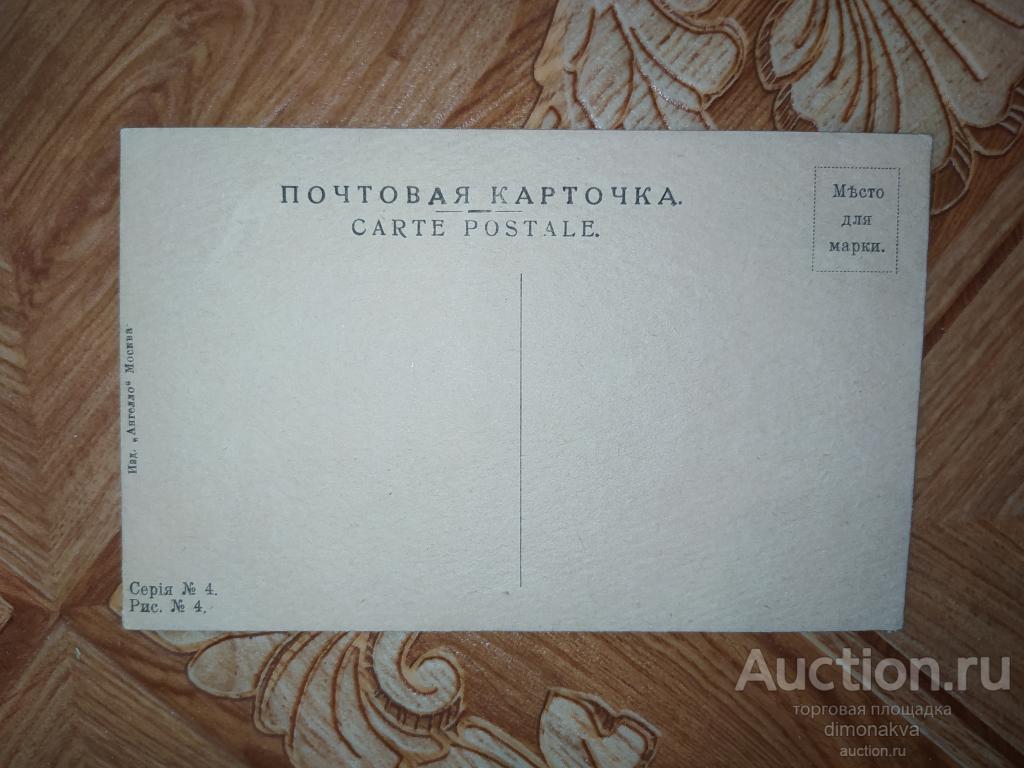 ПОЧТОВАЯ КАРТОЧКА.
CARTE POSTALE.
Мѣсто
для
марки.
Изд. „Ангелло“ Москва
Серія № 4.
Рис. № 4.
Auction.ru
торговая площадка
dimonakva
auction.ru